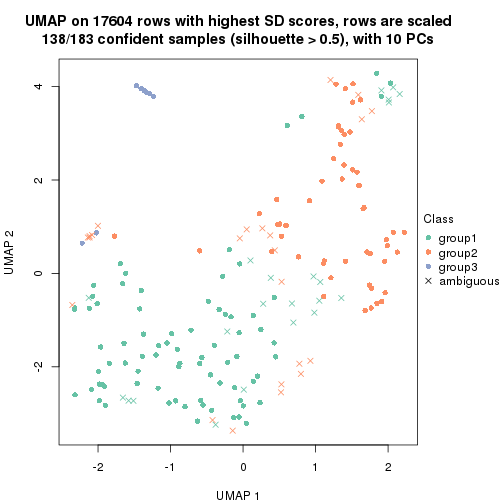 UMAP on 17604 rows with highest SD scores, rows are scaled
138/183 confident samples (silhouette > 0.5), with 10 PCs
4
2
0
-2
UMAP 2
-2
-1
0
1
2
UMAP 1
Class
group1
group2
group3
ambiguous